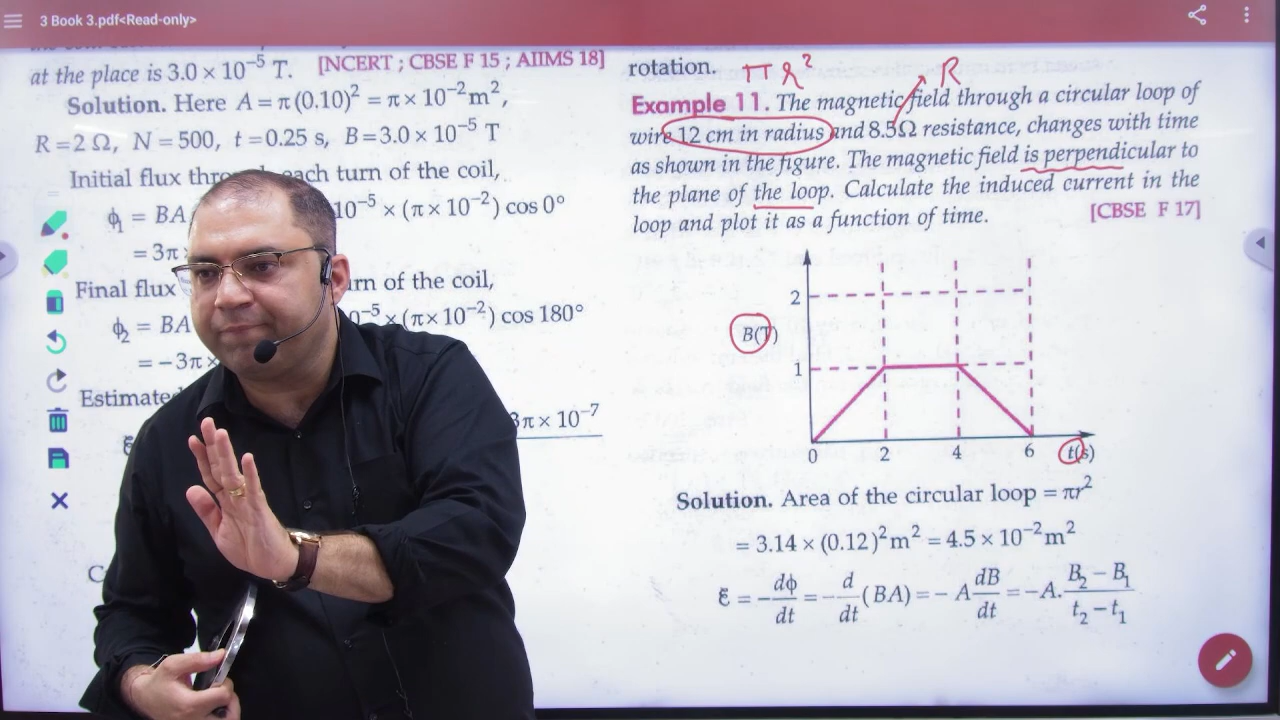 3 Book 3.pdf<Read-only>
at the place is 3.0 × 10⁻⁵ T. [NCERT ; CBSE F 15 ; AIIMS 18]
Solution. Here A = π (0.10)² = π × 10⁻² m²,
R = 2 Ω, N = 500, t = 0.25 s, B = 3.0 × 10⁻⁵ T
Initial flux through each turn of the coil,
ϕ₁ = BA 10⁻⁵ × (π × 10⁻²) cos 0°
= 3π ×
Final flux turn of the coil,
ϕ₂ = BA 0⁻⁵ × (π × 10⁻²) cos 180°
= −3π ×
Estimated
3π × 10⁻⁷
rotation.
πr²
R
Example 11. The magnetic field through a circular loop of
wire 12 cm in radius and 8.5Ω resistance, changes with time
as shown in the figure. The magnetic field is perpendicular to
the plane of the loop. Calculate the induced current in the
loop and plot it as a function of time. [CBSE F 17]
2
B(T)
1
0 2 4 6 t(s)
Solution. Area of the circular loop = πr²
= 3.14 × (0.12)² m² = 4.5 × 10⁻² m²
ℰ = − dϕ/dt = − d/dt (BA) = − A dB/dt = − A. B₂ − B₁/t₂ − t₁